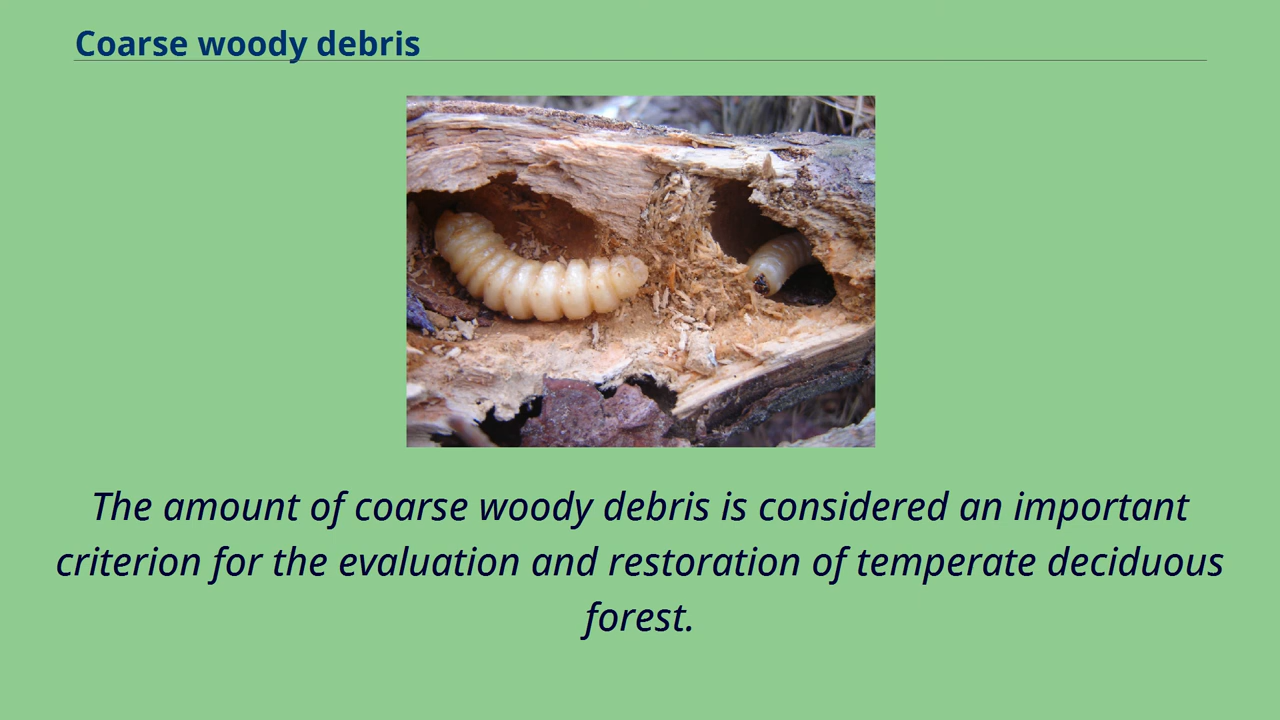 Coarse woody debris
The amount of coarse woody debris is considered an important
criterion for the evaluation and restoration of temperate deciduous
forest.